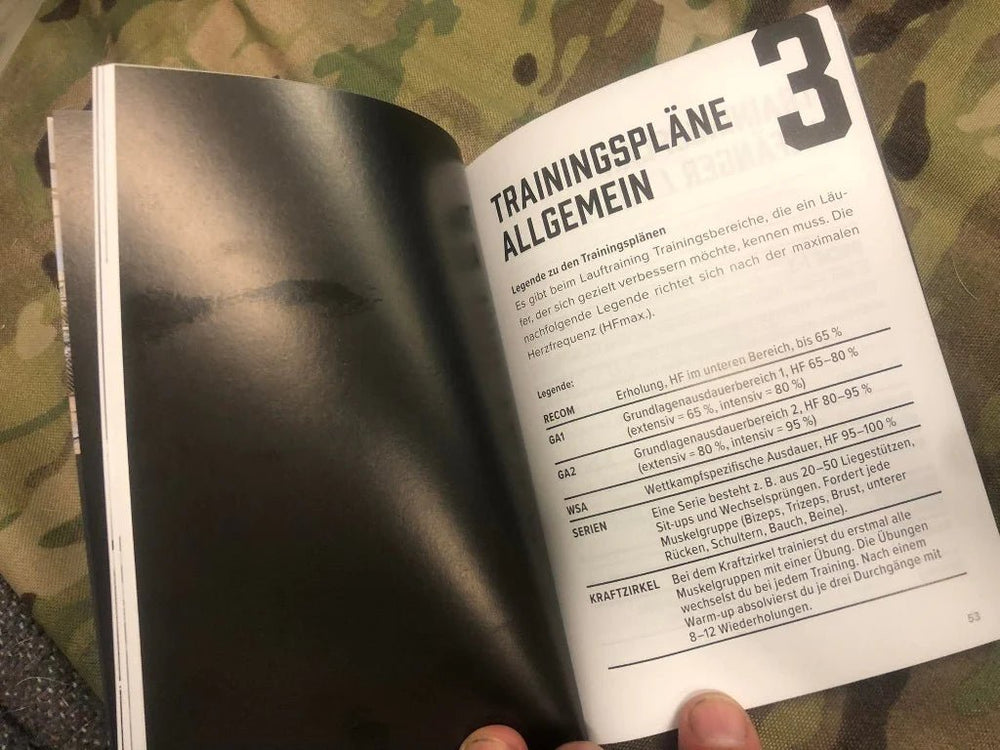 3
TRAININGSPLÄNE
ALLGEMEIN
Legende zu den Trainingsplänen
Es gibt beim Lauftraining Trainingsbereiche, die ein Läu-
fer, der sich gezielt verbessern möchte, kennen muss. Die
nachfolgende Legende richtet sich nach der maximalen
Herzfrequenz (HFmax.).
Legende:
RECOM Erholung, HF im unteren Bereich, bis 65 %
GA1 Grundlagenausdauerbereich 1, HF 65–80 %
(extensiv = 65 %, intensiv = 80 %)
GA2 Grundlagenausdauerbereich 2, HF 80–95 %
(extensiv = 80 %, intensiv = 95 %)
WSA Wettkampfspezifische Ausdauer, HF 95–100 %
SERIEN Eine Serie besteht z. B. aus 20–50 Liegestützen,
Sit-ups und Wechselsprüngen. Fordert jede
Muskelgruppe (Bizeps, Trizeps, Brust, unterer
Rücken, Schultern, Bauch, Beine).
KRAFTZIRKEL Bei dem Kraftzirkel trainierst du erstmal alle
Muskelgruppen mit einer Übung. Die Übungen
wechselst du bei jedem Training. Nach einem
Warm-up absolvierst du je drei Durchgänge mit
8–12 Wiederholungen.
53